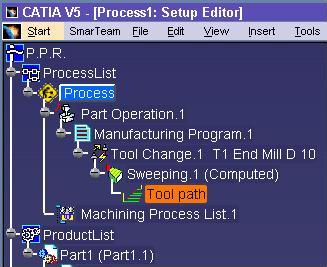 CATIA V5 - [Process1: Setup Editor]
Start SmarTeam File Edit View Insert Tools
P.P.R.
ProcessList
Process
Part Operation.1
Manufacturing Program.1
Tool Change.1 T1 End Mill D 10
Sweeping.1 (Computed)
Tool path
Machining Process List.1
ProductList
Part1 (Part1.1)